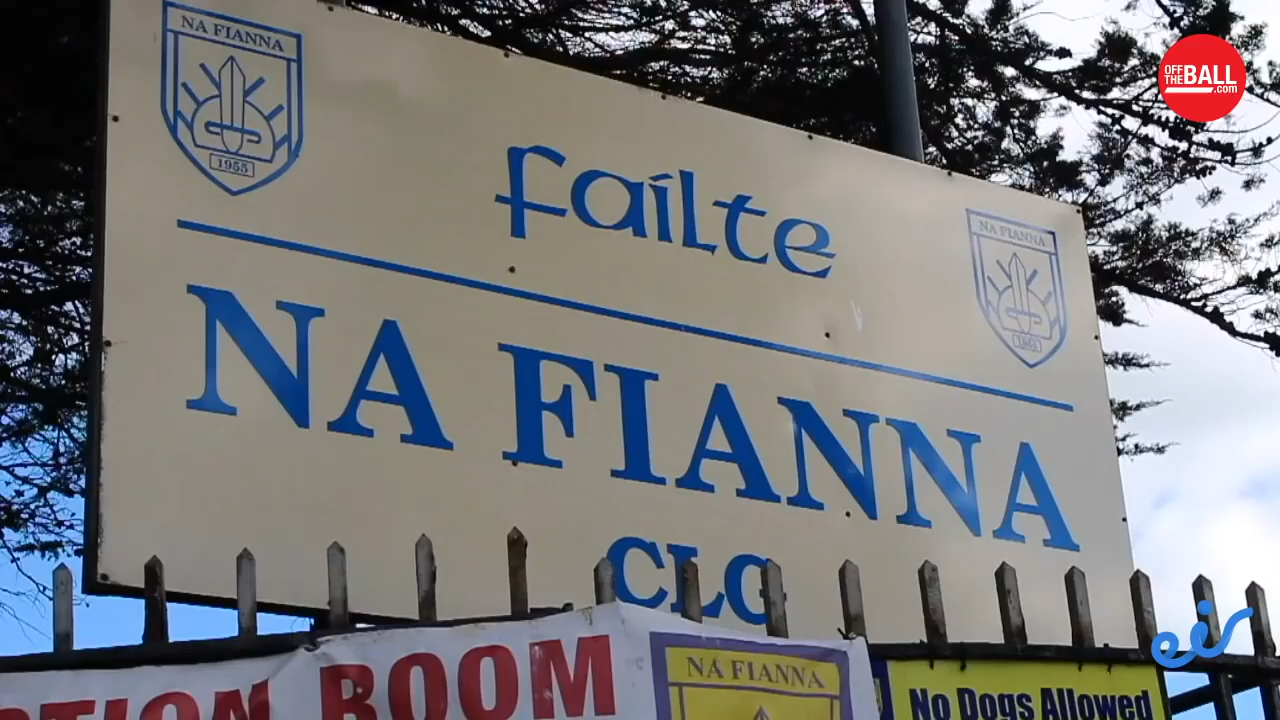 NA FIANNA
1955
OFF
THE BALL
.com
faílte
NA FIANNA
NA FIANNA
CLG
eir
ROOM
NA FIANNA
No Dogs Allowed